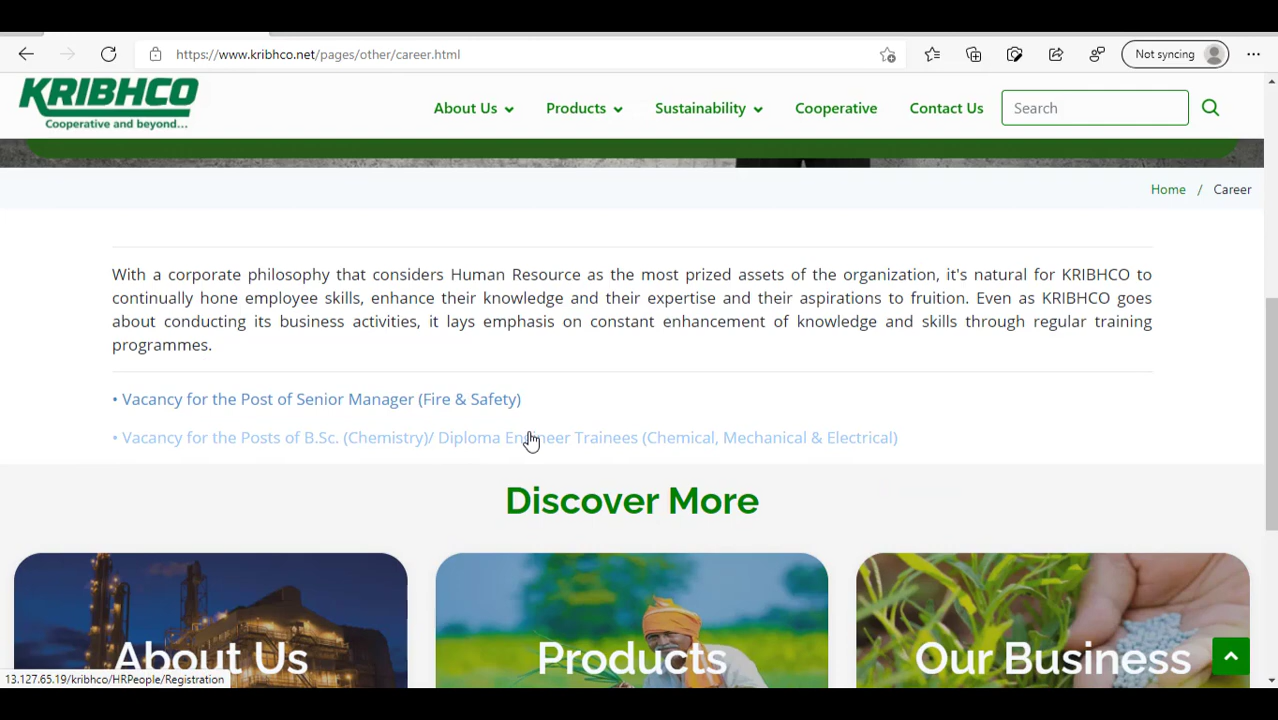 https://www.kribhco.net/pages/other/career.html
Not syncing
KRIBHCO
Cooperative and beyond...
About Us
Products
Sustainability
Cooperative
Contact Us
Search
Home / Career
With a corporate philosophy that considers Human Resource as the most prized assets of the organization, it's natural for KRIBHCO to
continually hone employee skills, enhance their knowledge and their expertise and their aspirations to fruition. Even as KRIBHCO goes
about conducting its business activities, it lays emphasis on constant enhancement of knowledge and skills through regular training
programmes.
• Vacancy for the Post of Senior Manager (Fire & Safety)
• Vacancy for the Posts of B.Sc. (Chemistry)/ Diploma Engineer Trainees (Chemical, Mechanical & Electrical)
Discover More
About Us
Products
Our Business
13.127.65.19/kribhco/HRPeople/Registration